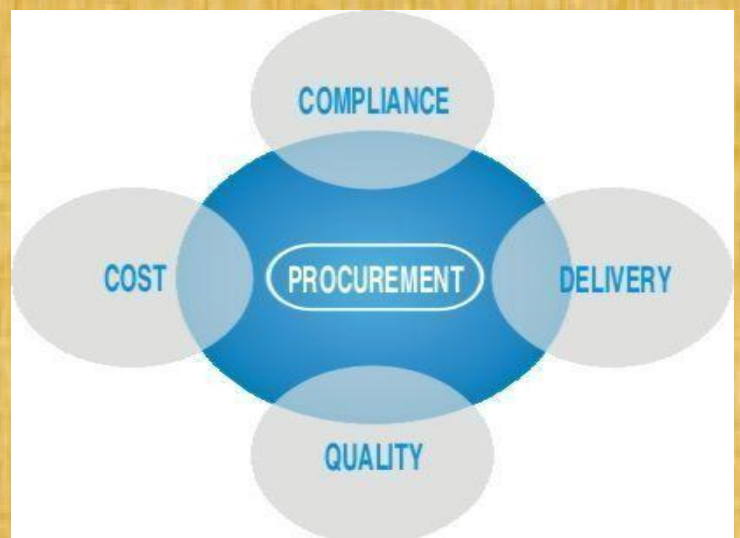 COMPLIANCE
COST
PROCUREMENT
DELIVERY
QUALITY